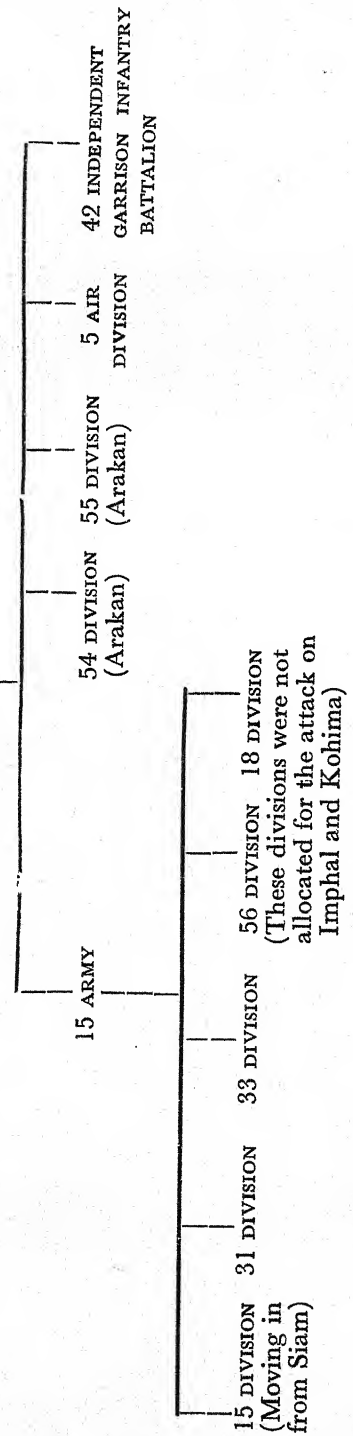 15 ARMY
54 DIVISION
(Arakan)
55 DIVISION
(Arakan)
5 AIR
DIVISION
42 INDEPENDENT
GARRISON INFANTRY
BATTALION
15 DIVISION
(Moving in
from Siam)
31 DIVISION
33 DIVISION
56 DIVISION 18 DIVISION
(These divisions were not
allocated for the attack on
Imphal and Kohima)